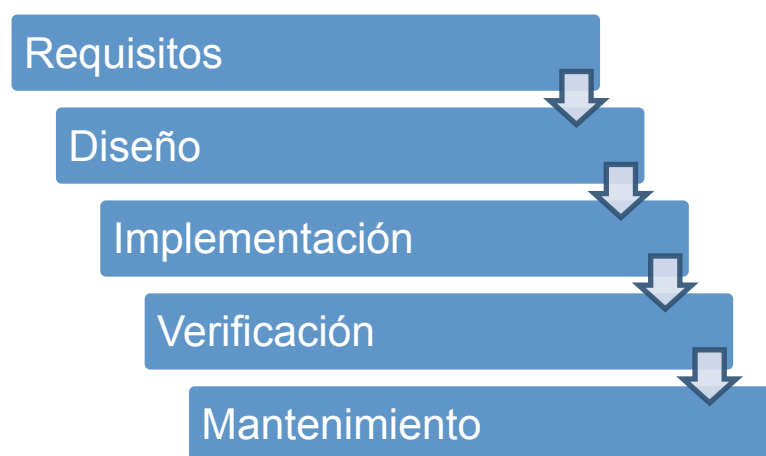 Requisitos
Diseño
Implementación
Verificación
Mantenimiento